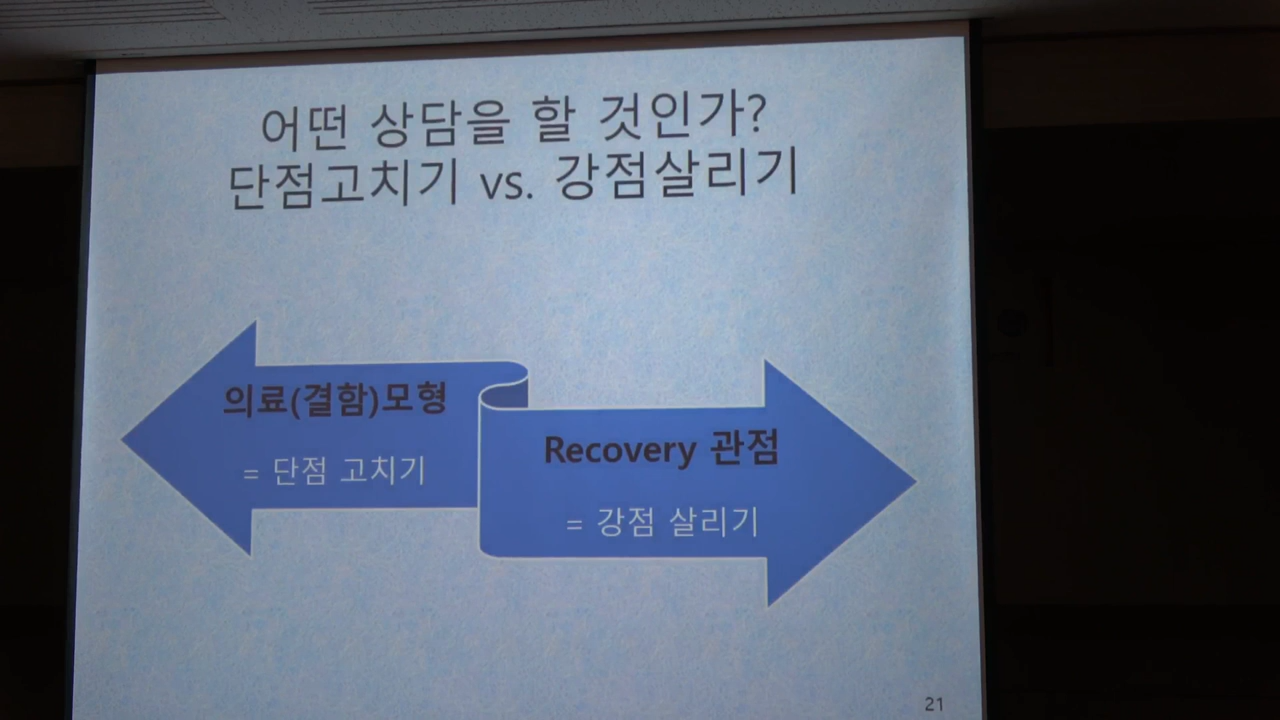 어떤 상담을 할 것인가?
단점고치기 vs. 강점살리기
의료(결함)모형
= 단점 고치기
Recovery 관점
= 강점 살리기
21